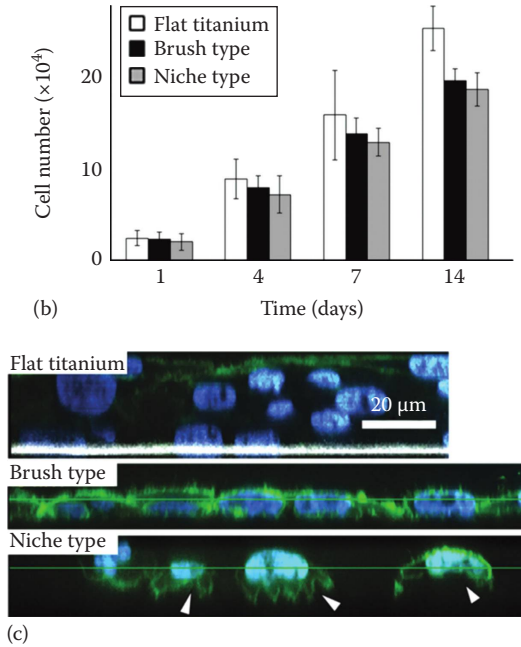 Flat titanium
Brush type
Niche type
Cell number (×10⁴)
20
10
0
1 4 7 14
Time (days)
(b)
Flat titanium
20 μm
Brush type
Niche type
(c)